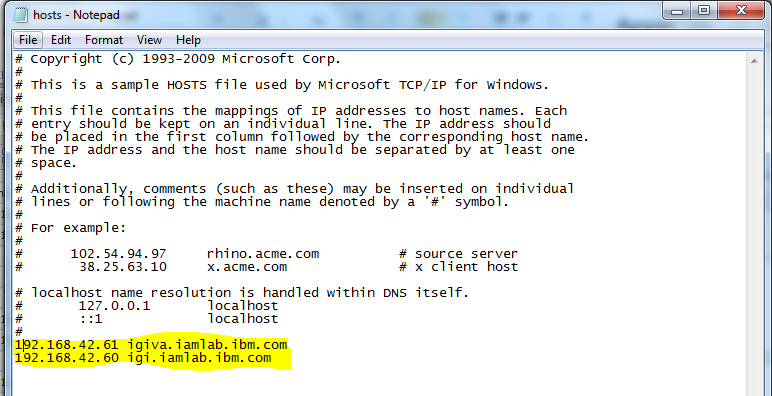 hosts - Notepad
File Edit Format View Help
# Copyright (c) 1993-2009 Microsoft Corp.
#
# This is a sample HOSTS file used by Microsoft TCP/IP for Windows.
#
# This file contains the mappings of IP addresses to host names. Each
# entry should be kept on an individual line. The IP address should
# be placed in the first column followed by the corresponding host name.
# The IP address and the host name should be separated by at least one
# space.
#
# Additionally, comments (such as these) may be inserted on individual
# lines or following the machine name denoted by a '#' symbol.
#
# For example:
#
#      102.54.94.97     rhino.acme.com          # source server
#       38.25.63.10     x.acme.com              # x client host

# localhost name resolution is handled within DNS itself.
#       127.0.0.1       localhost
#       ::1             localhost
#
192.168.42.61 igiva.iamlab.ibm.com
192.168.42.60 igi.iamlab.ibm.com